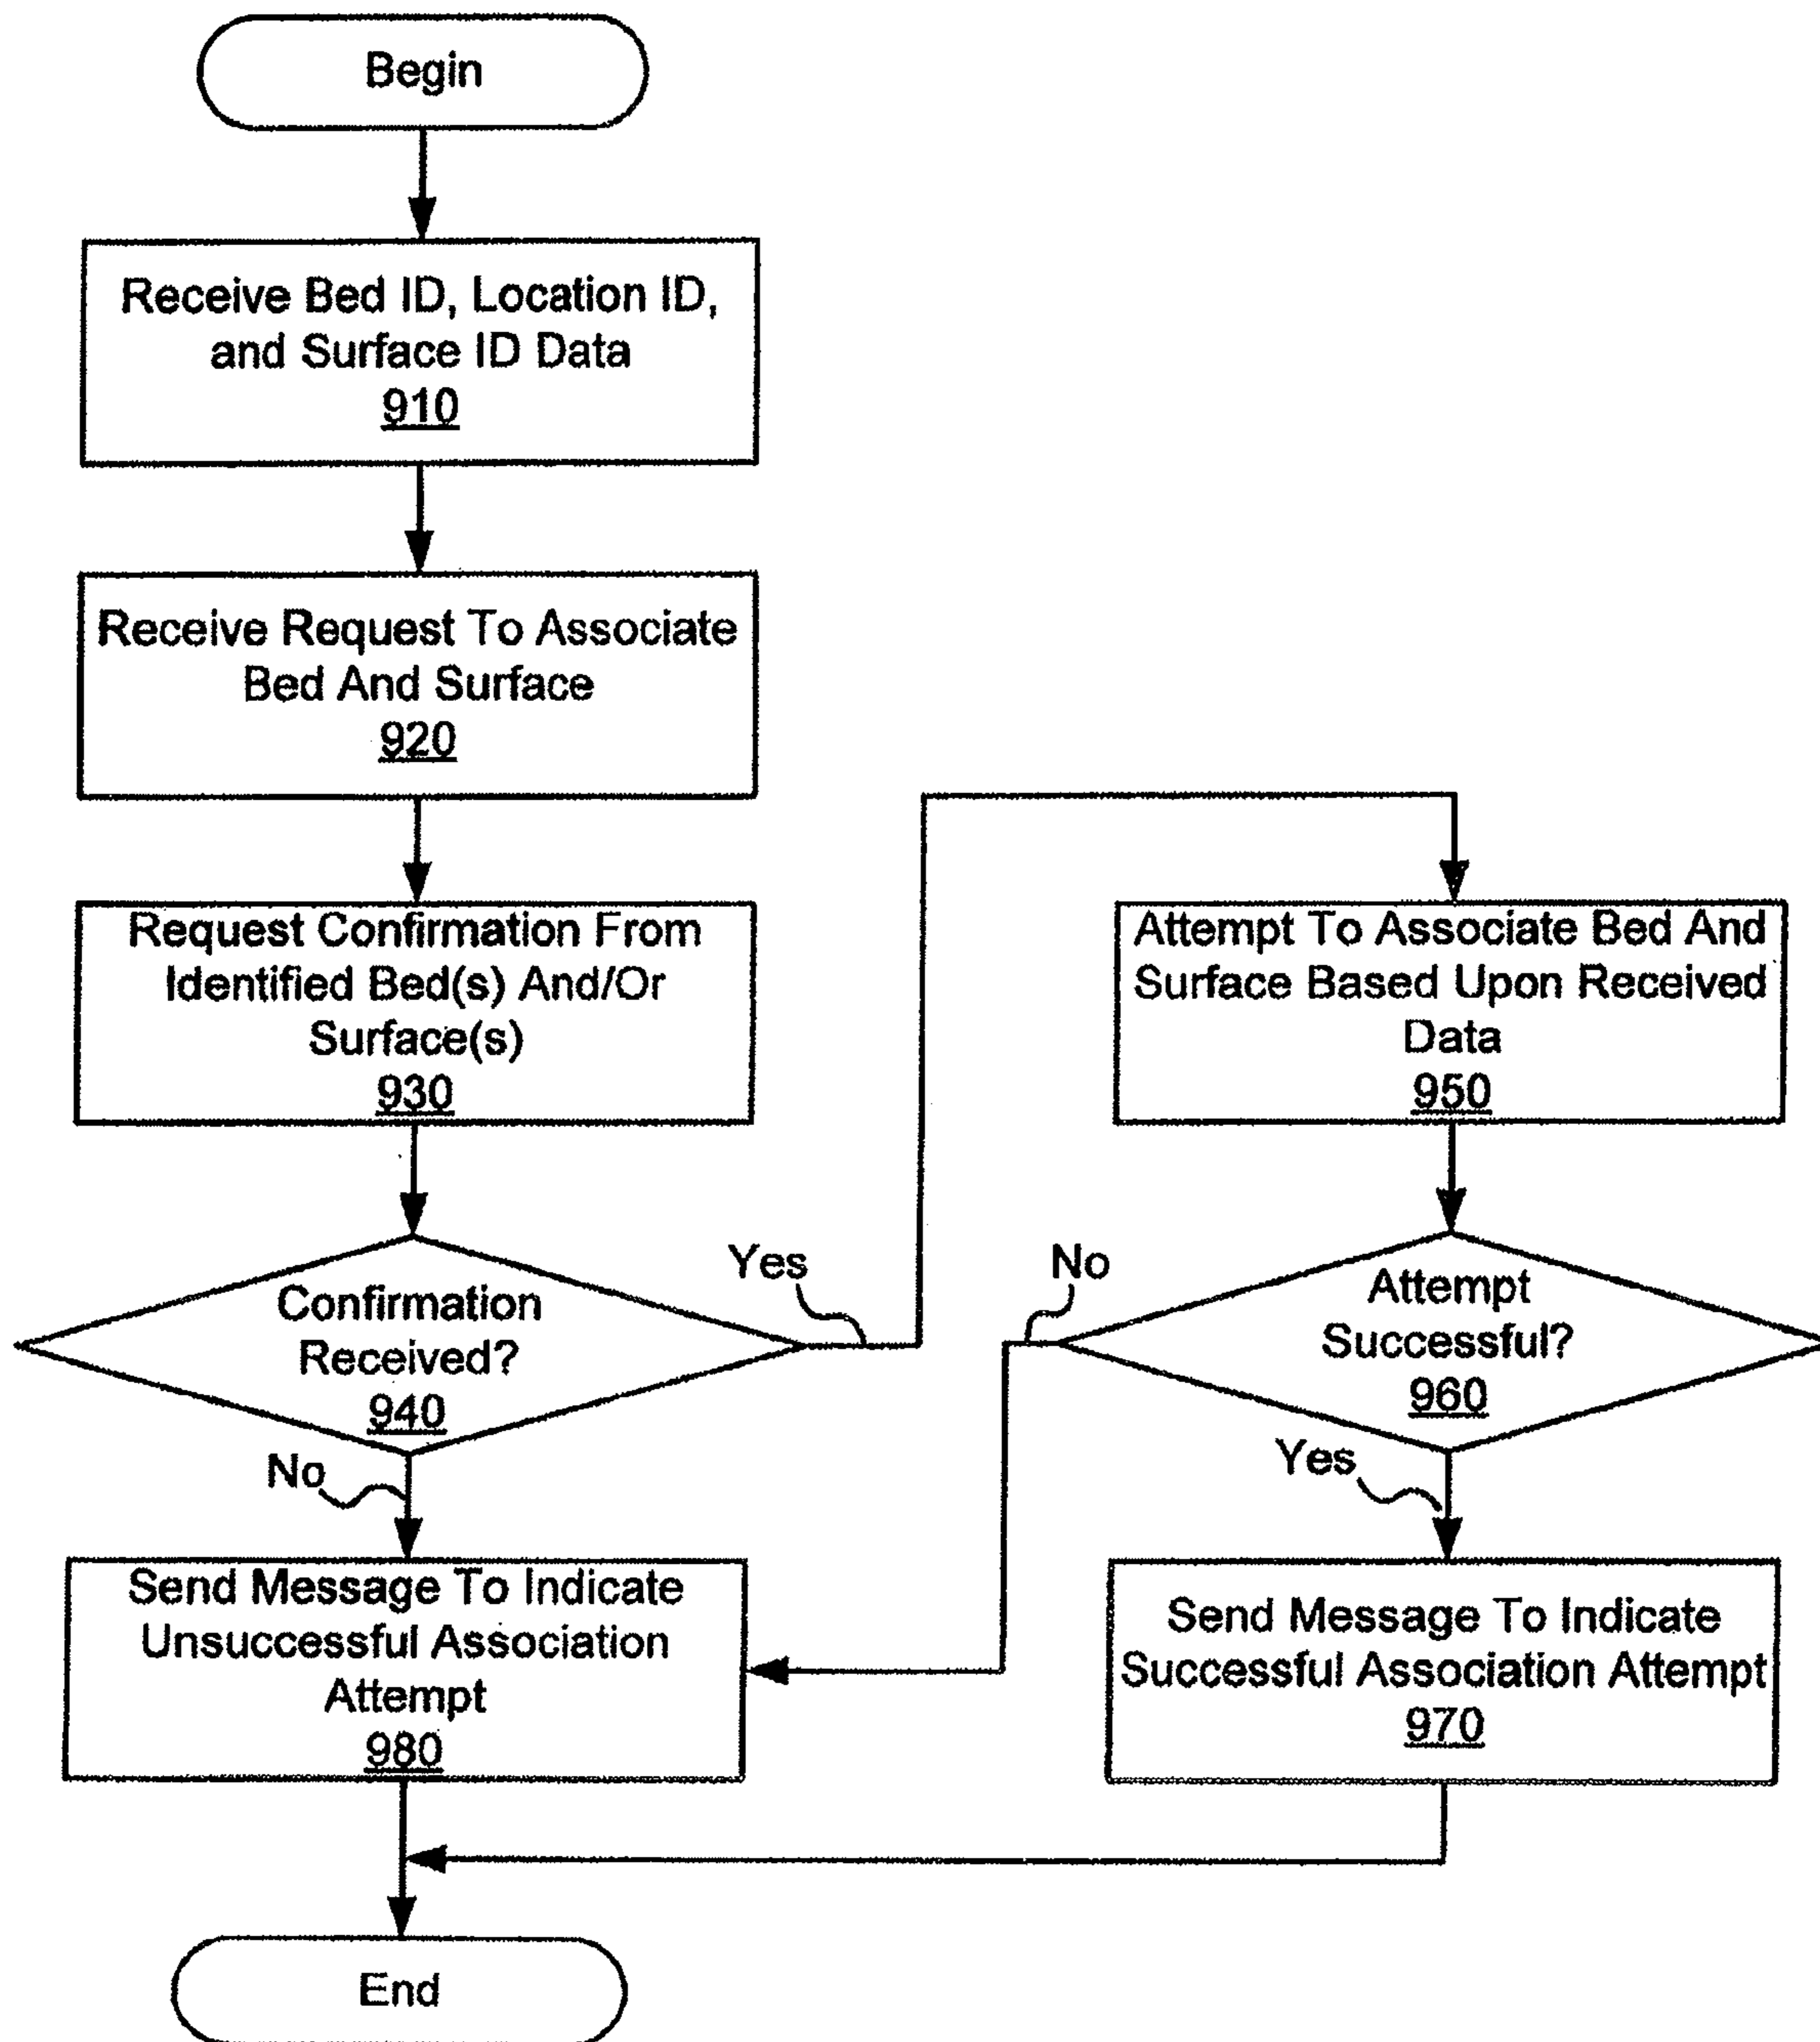 Begin
Receive Bed ID, Location ID,
and Surface ID Data
910
Receive Request To Associate
Bed And Surface
920
Request Confirmation From
Identified Bed(s) And/Or
Surface(s)
930
Confirmation
Received?
940
Yes
No
Attempt To Associate Bed And
Surface Based Upon Received
Data
950
Attempt
Successful?
960
No
Yes
Send Message To Indicate
Successful Association Attempt
970
Send Message To Indicate
Unsuccessful Association
Attempt
980
End